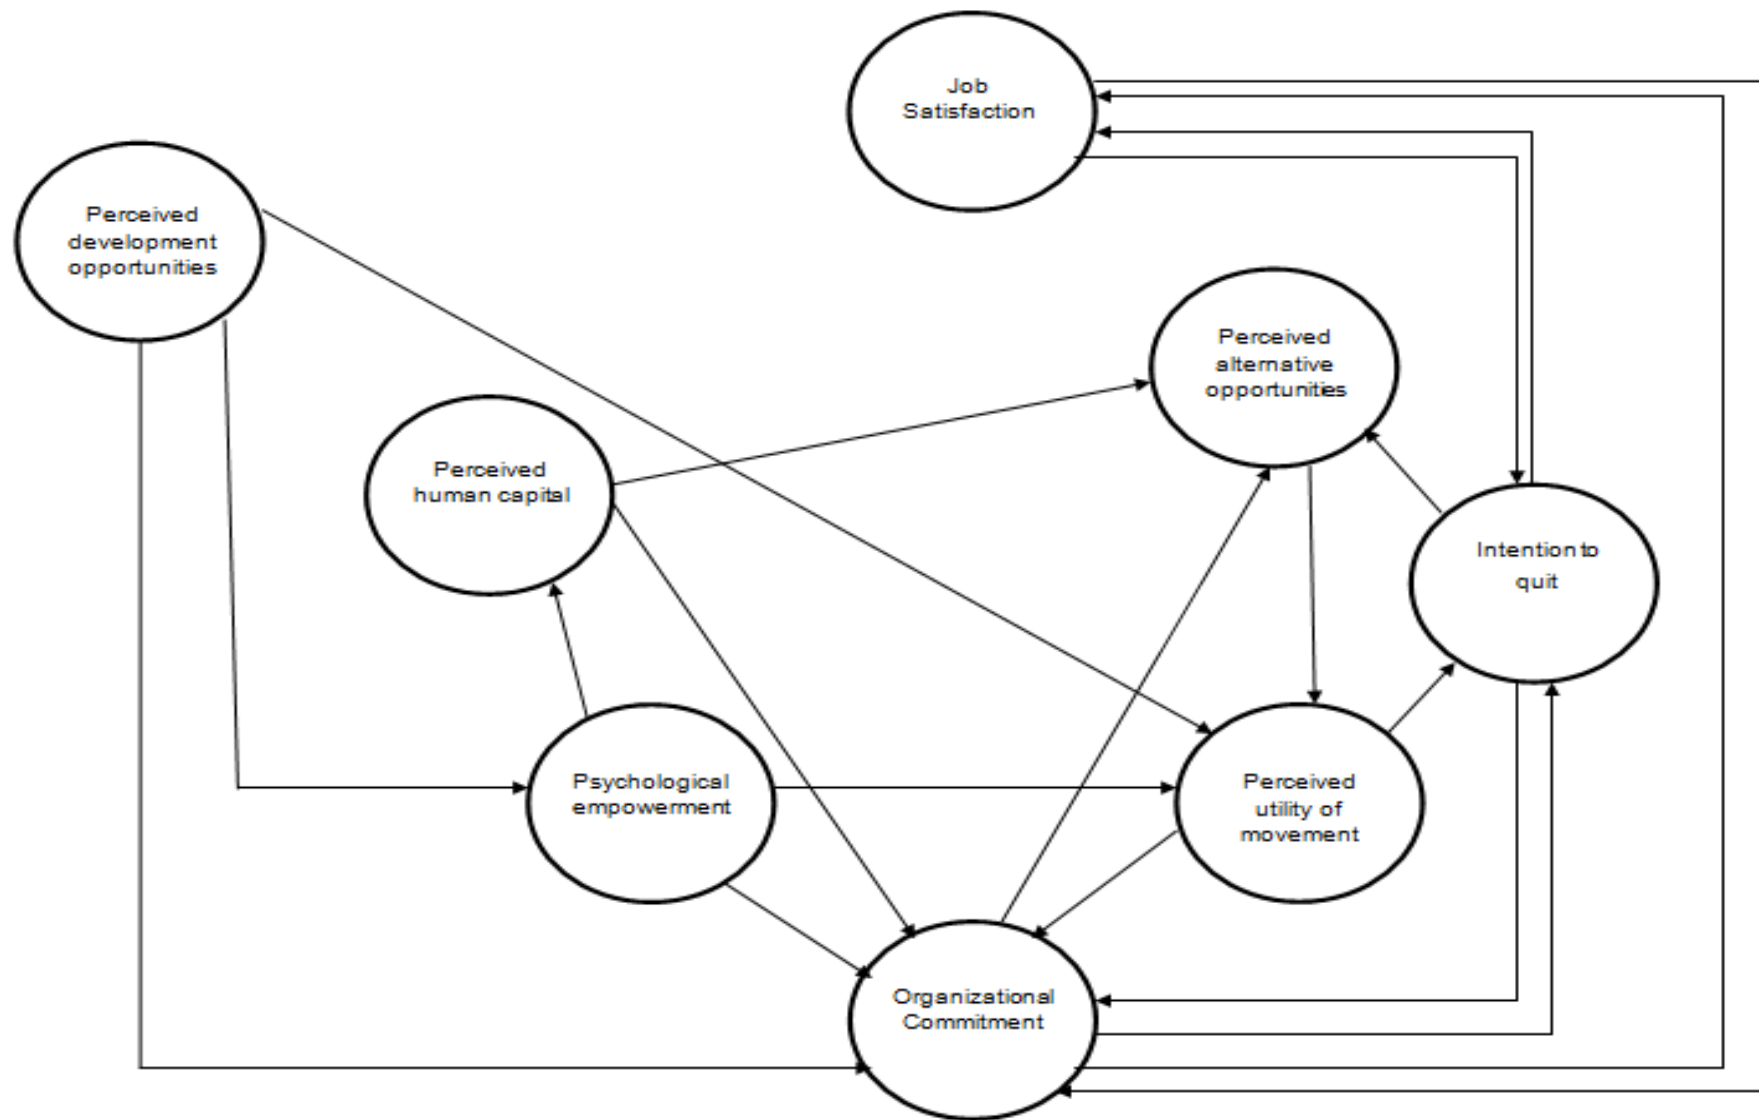 Job
Satisfaction
Perceived
development
opportunities
Perceived
alternative
opportunities
Perceived
human capital
Intention to
quit
Psychological
empowerment
Perceived
utility of
movement
Organizational
Commitment